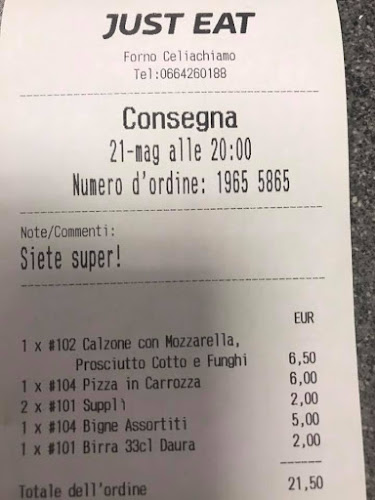 JUST EAT
Forno Celiachiamo
Tel:0664260188
Consegna
21-mag alle 20:00
Numero d'ordine: 1965 5865
Note/Commenti:
Siete super!
EUR
1 x #102 Calzone con Mozzarella,
Prosciutto Cotto e Funghi 6,50
1 x #104 Pizza in Carrozza 6,00
2 x #101 Supplì 2,00
1 x #104 Bigne Assortiti 5,00
1 x #101 Birra 33cl Daura 2,00
Totale dell'ordine 21,50